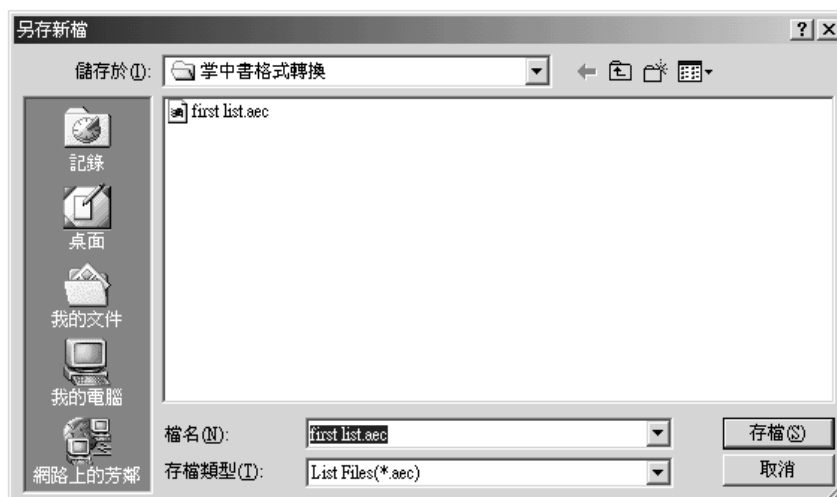 另存新檔
儲存於(I): 掌中書格式轉換
first list.aec
記錄
桌面
我的文件
我的電腦
網路上的芳鄰
檔名(N): first list.aec 存檔(S)
存檔類型(T): List Files(*.aec) 取消